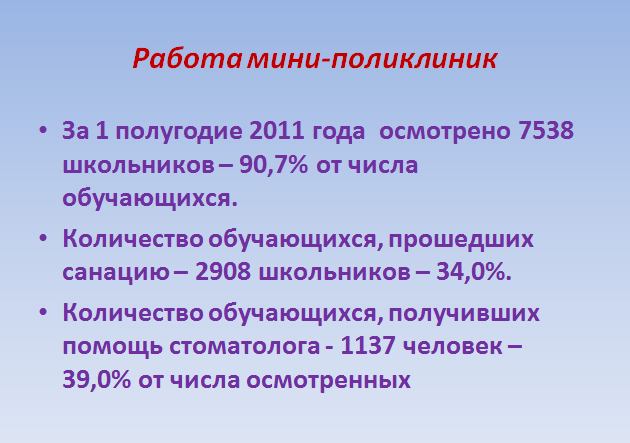 Работа мини-поликлиник
• За 1 полугодие 2011 года осмотрено 7538
школьников – 90,7% от числа
обучающихся.
• Количество обучающихся, прошедших
санацию – 2908 школьников – 34,0%.
• Количество обучающихся, получивших
помощь стоматолога - 1137 человек –
39,0% от числа осмотренных